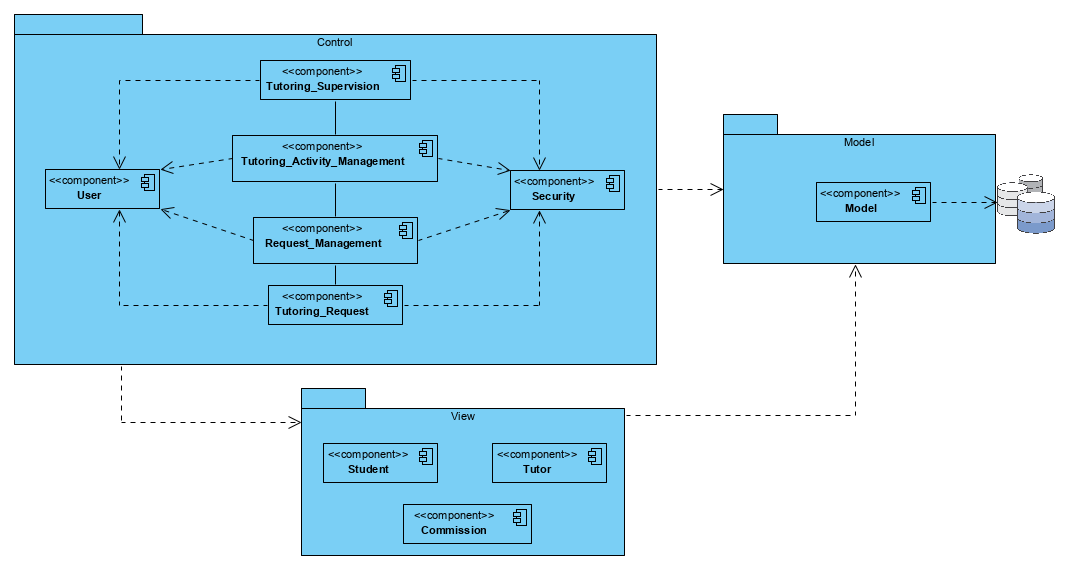 Control
<<component>>
Tutoring_Supervision
<<component>>
Tutoring_Activity_Management
<<component>>
User
<<component>>
Security
<<component>>
Request_Management
<<component>>
Tutoring_Request
Model
<<component>>
Model
View
<<component>>
Student
<<component>>
Tutor
<<component>>
Commission